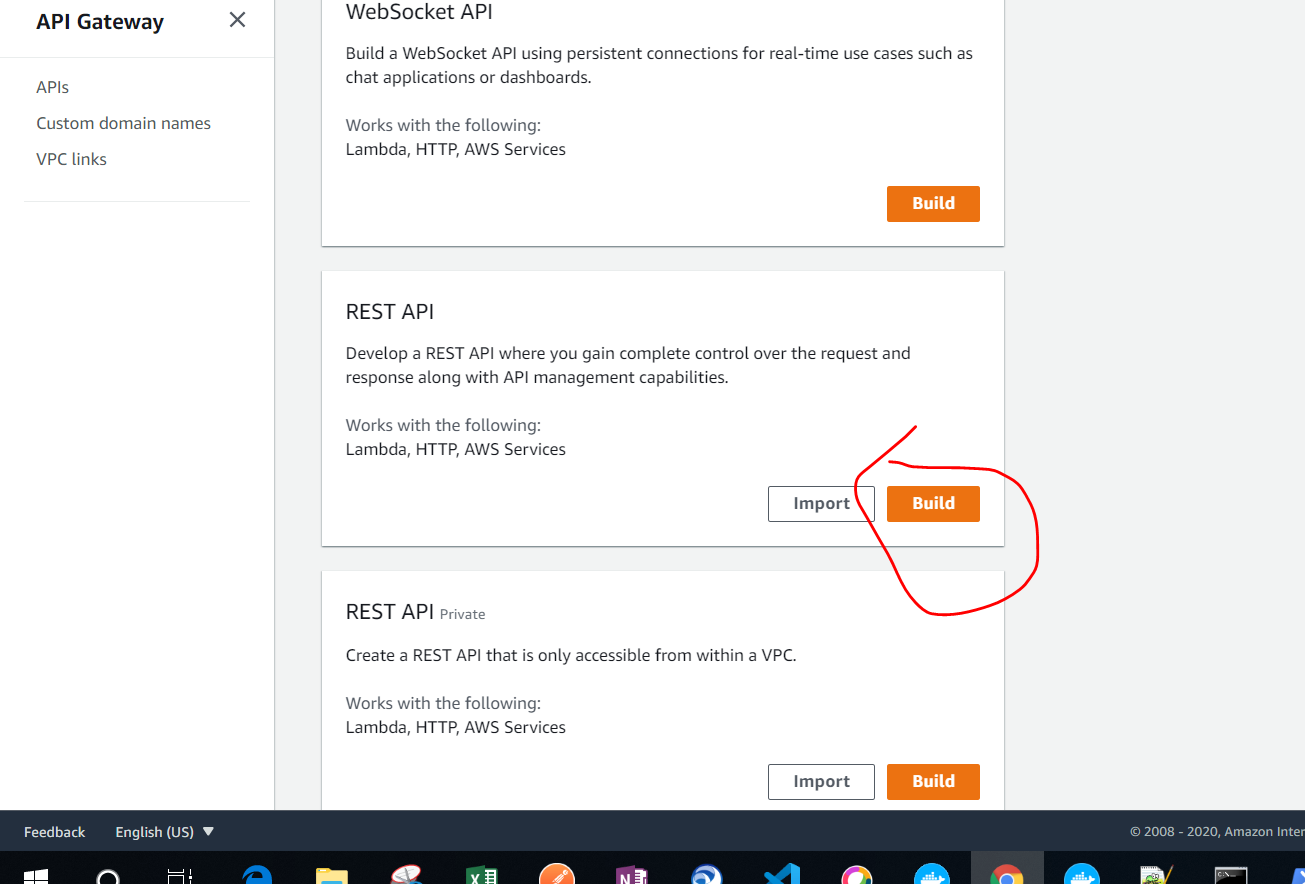 API Gateway
APIs
Custom domain names
VPC links
WebSocket API
Build a WebSocket API using persistent connections for real-time use cases such as
chat applications or dashboards.
Works with the following:
Lambda, HTTP, AWS Services
Build
REST API
Develop a REST API where you gain complete control over the request and
response along with API management capabilities.
Works with the following:
Lambda, HTTP, AWS Services
Import Build
REST API Private
Create a REST API that is only accessible from within a VPC.
Works with the following:
Lambda, HTTP, AWS Services
Import Build
Feedback English (US) © 2008 - 2020, Amazon Inter